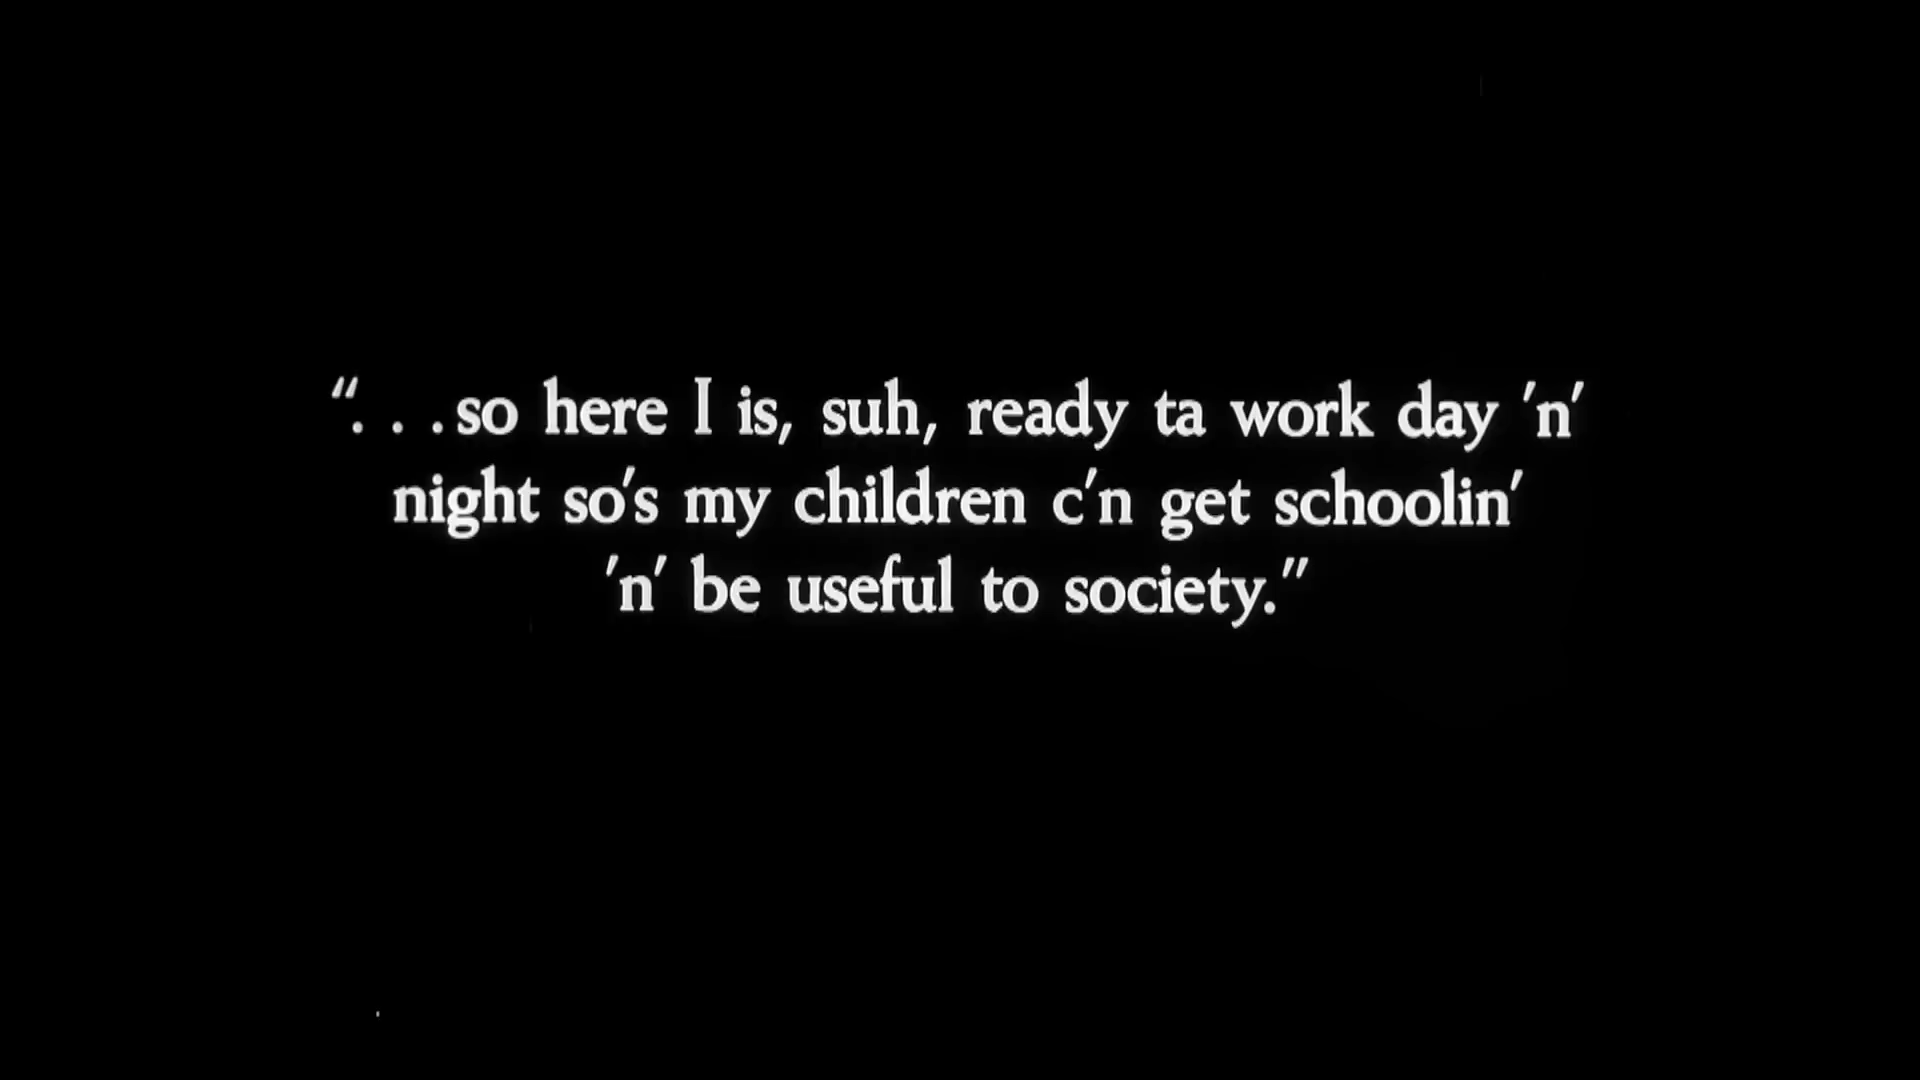 “. . . so here I is, suh, ready ta work day ’n’
night so’s my children c’n get schoolin’
’n’ be useful to society.”